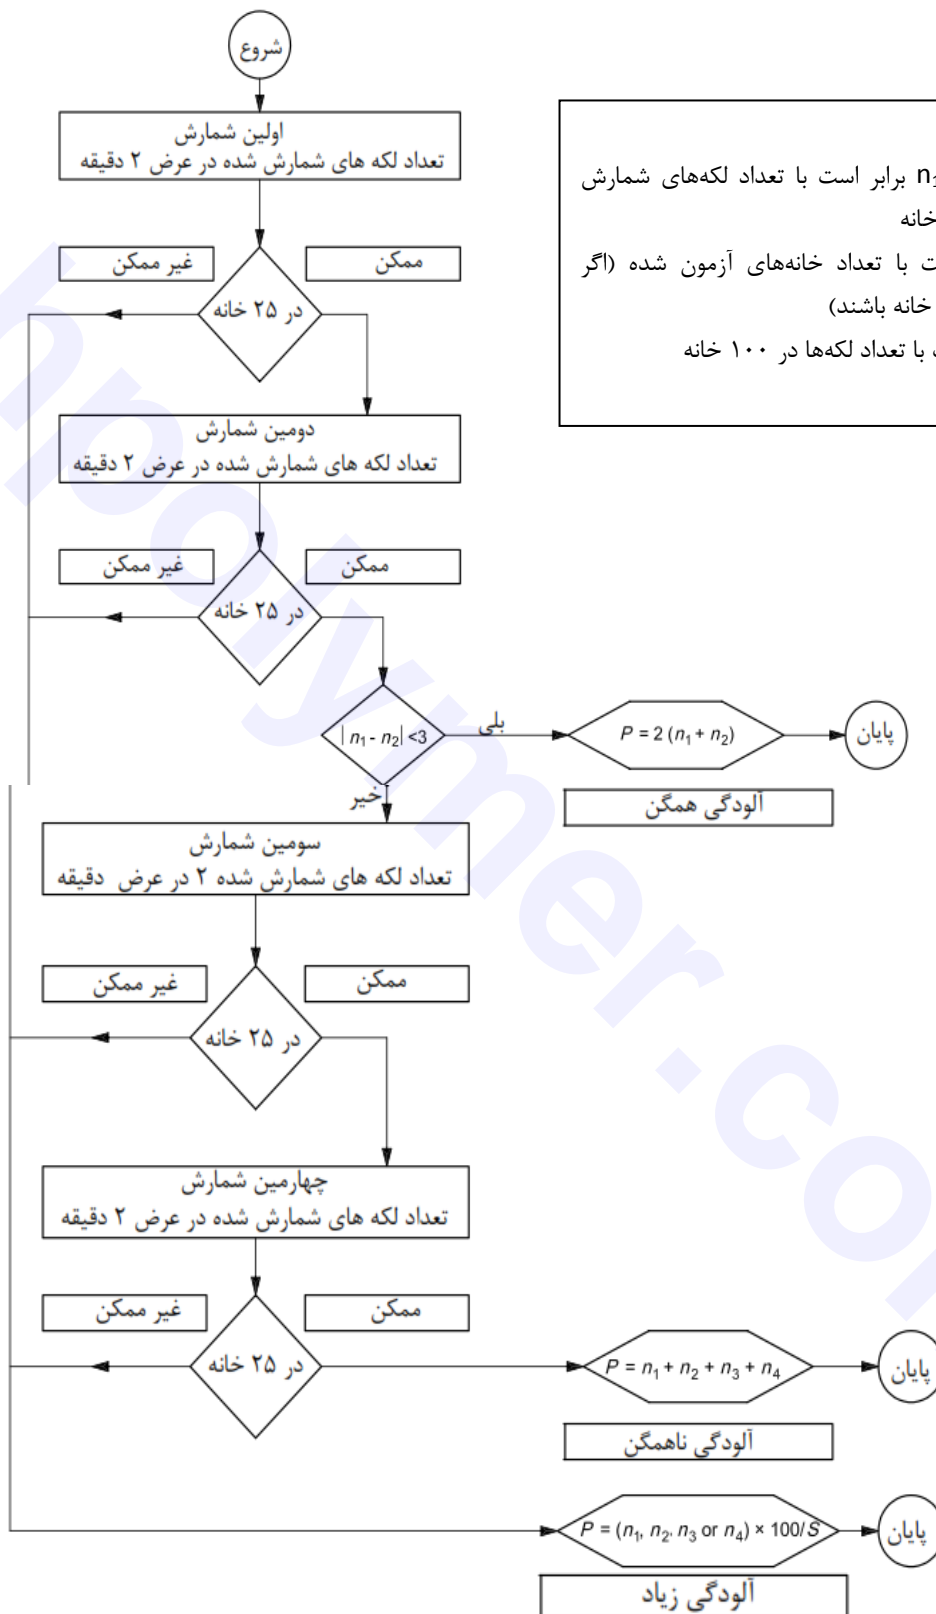 شروع
اولین شمارش
تعداد لکه های شمارش شده در عرض ۲ دقیقه
برابر است با تعداد لکه‌های شمارش
خانه
با تعداد خانه‌های آزمون شده (اگر
خانه باشند)
با تعداد لکه‌ها در ۱۰۰ خانه
غیر ممکن
ممکن
در ۲۵ خانه
دومین شمارش
تعداد لکه های شمارش شده در عرض ۲ دقیقه
غیر ممکن
ممکن
در ۲۵ خانه
|n₁ - n₂| <3
بلی
P = 2 (n₁ + n₂)
پایان
آلودگی همگن
خیر
سومین شمارش
تعداد لکه های شمارش شده ۲ در عرض دقیقه
غیر ممکن
ممکن
در ۲۵ خانه
چهارمین شمارش
تعداد لکه های شمارش شده در عرض ۲ دقیقه
غیر ممکن
ممکن
در ۲۵ خانه
P = n₁ + n₂ + n₃ + n₄
پایان
آلودگی ناهمگن
P = (n₁, n₂, n₃ or n₄) × 100/S
پایان
آلودگی زیاد
hpolymer.co